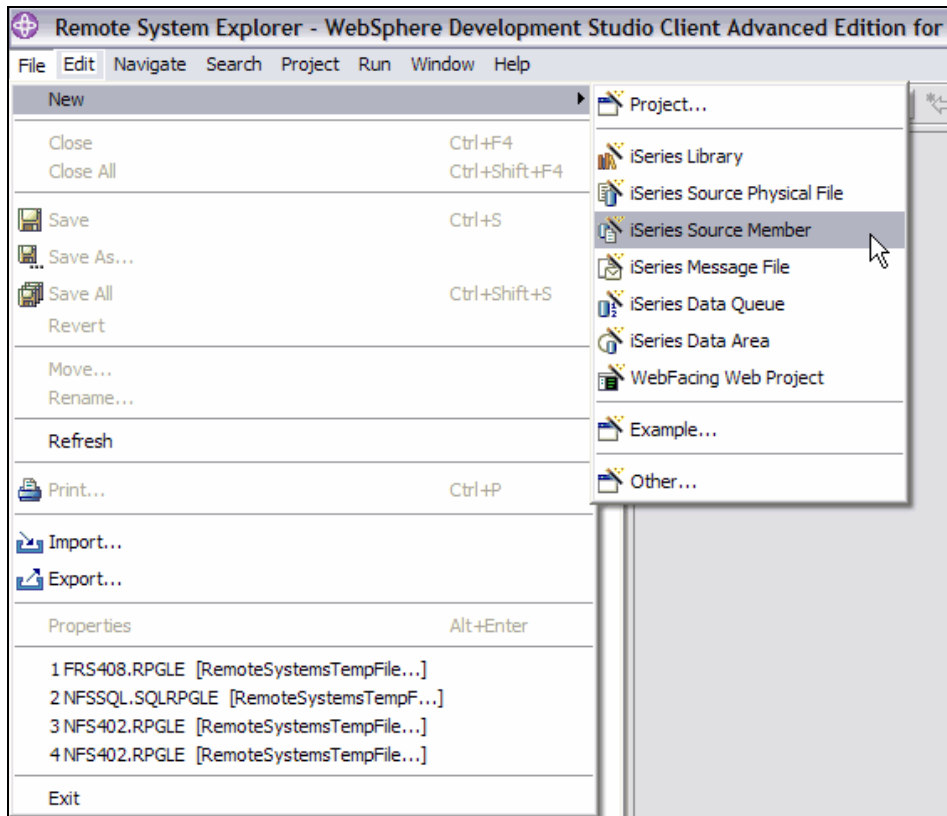 Remote System Explorer - WebSphere Development Studio Client Advanced Edition for
File Edit Navigate Search Project Run Window Help
New
Close Ctrl+F4
Close All Ctrl+Shift+F4
Save Ctrl+S
Save As...
Save All Ctrl+Shift+S
Revert
Move...
Rename...
Refresh
Print... Ctrl+P
Import...
Export...
Properties Alt+Enter
1 FRS408.RPGLE [RemoteSystemsTempFile...]
2 NFSSQL.SQLRPGLE [RemoteSystemsTempF...]
3 NFS402.RPGLE [RemoteSystemsTempFile...]
4 NFS402.RPGLE [RemoteSystemsTempFile...]
Exit
Project...
iSeries Library
iSeries Source Physical File
iSeries Source Member
iSeries Message File
iSeries Data Queue
iSeries Data Area
WebFacing Web Project
Example...
Other...